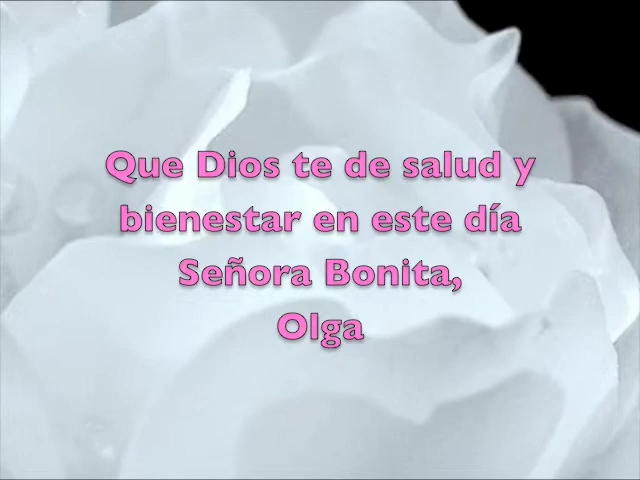 Que Dios te de salud y
bienestar en este día
Señora Bonita,
Olga